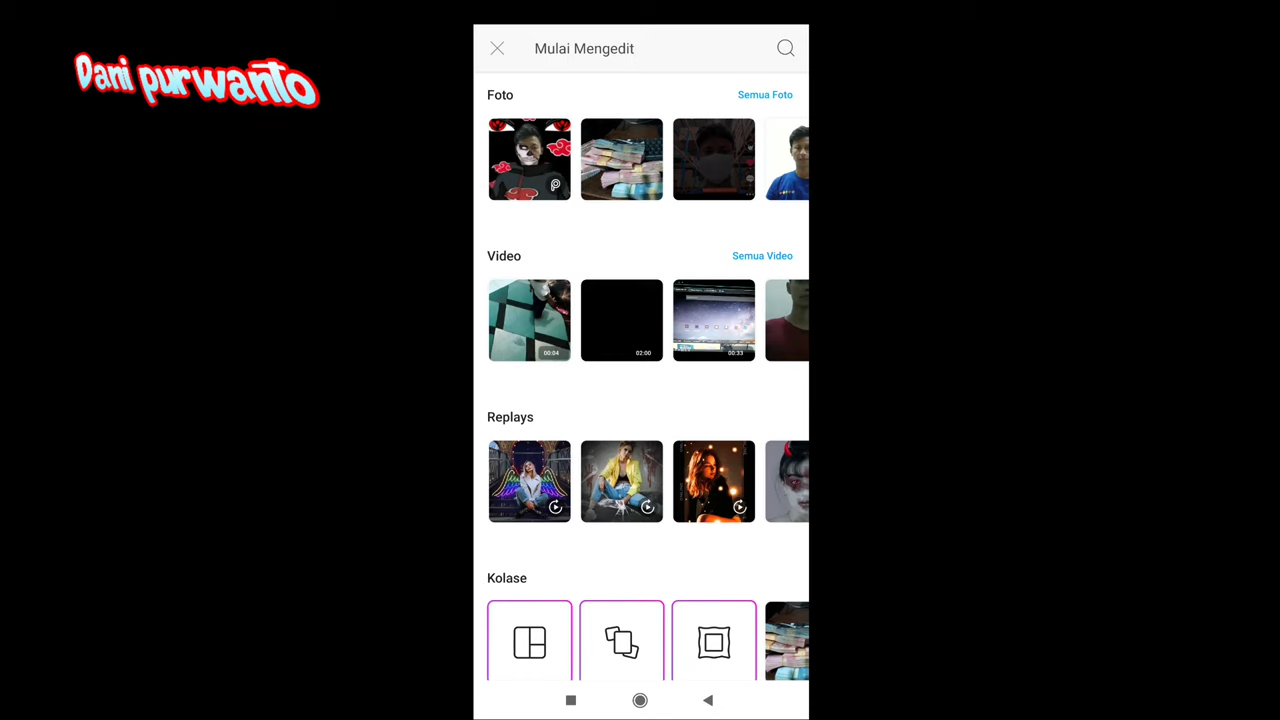 Dani purwanto
Mulai Mengedit
Foto
Semua Foto
Video
Semua Video
00:04
02:00
00:33
Replays
Kolase